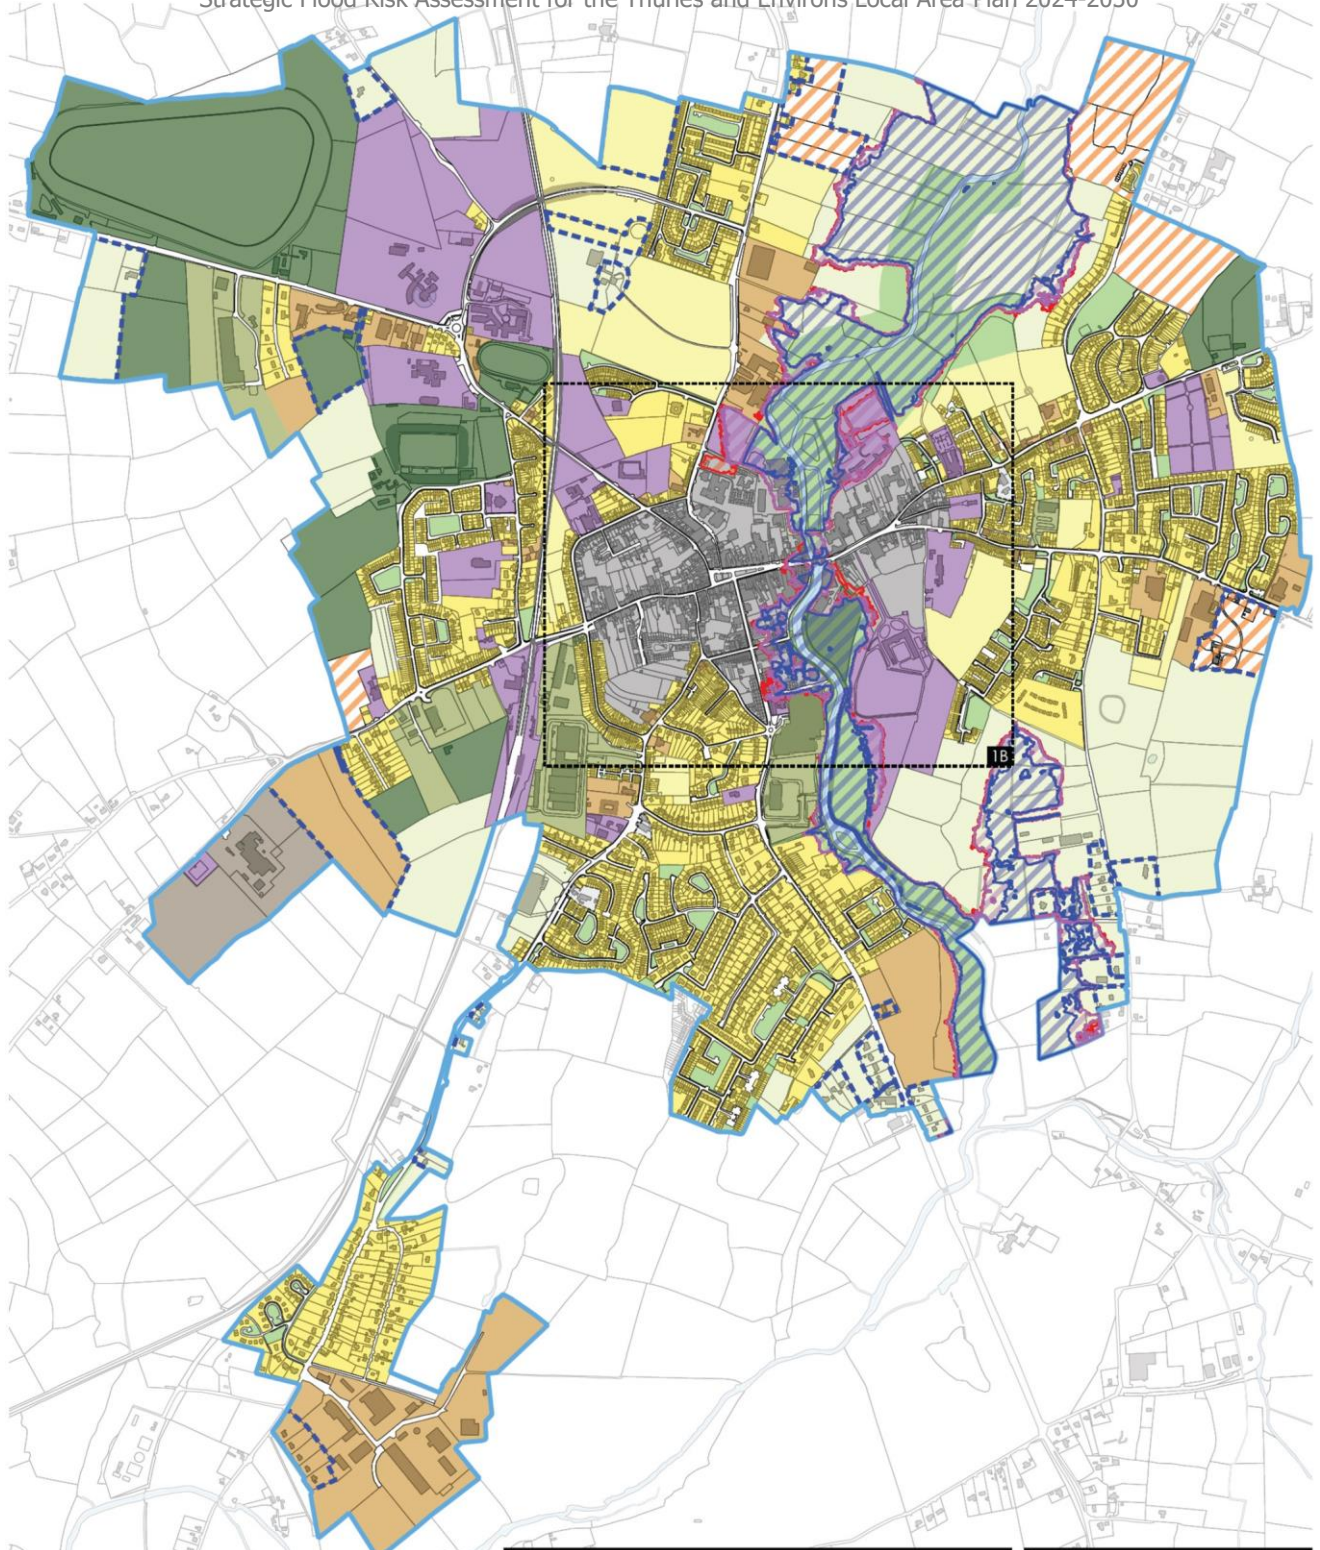 Strategic Flood Risk Assessment for the Thurles and Environs Local Area Plan 2024-2030
1B